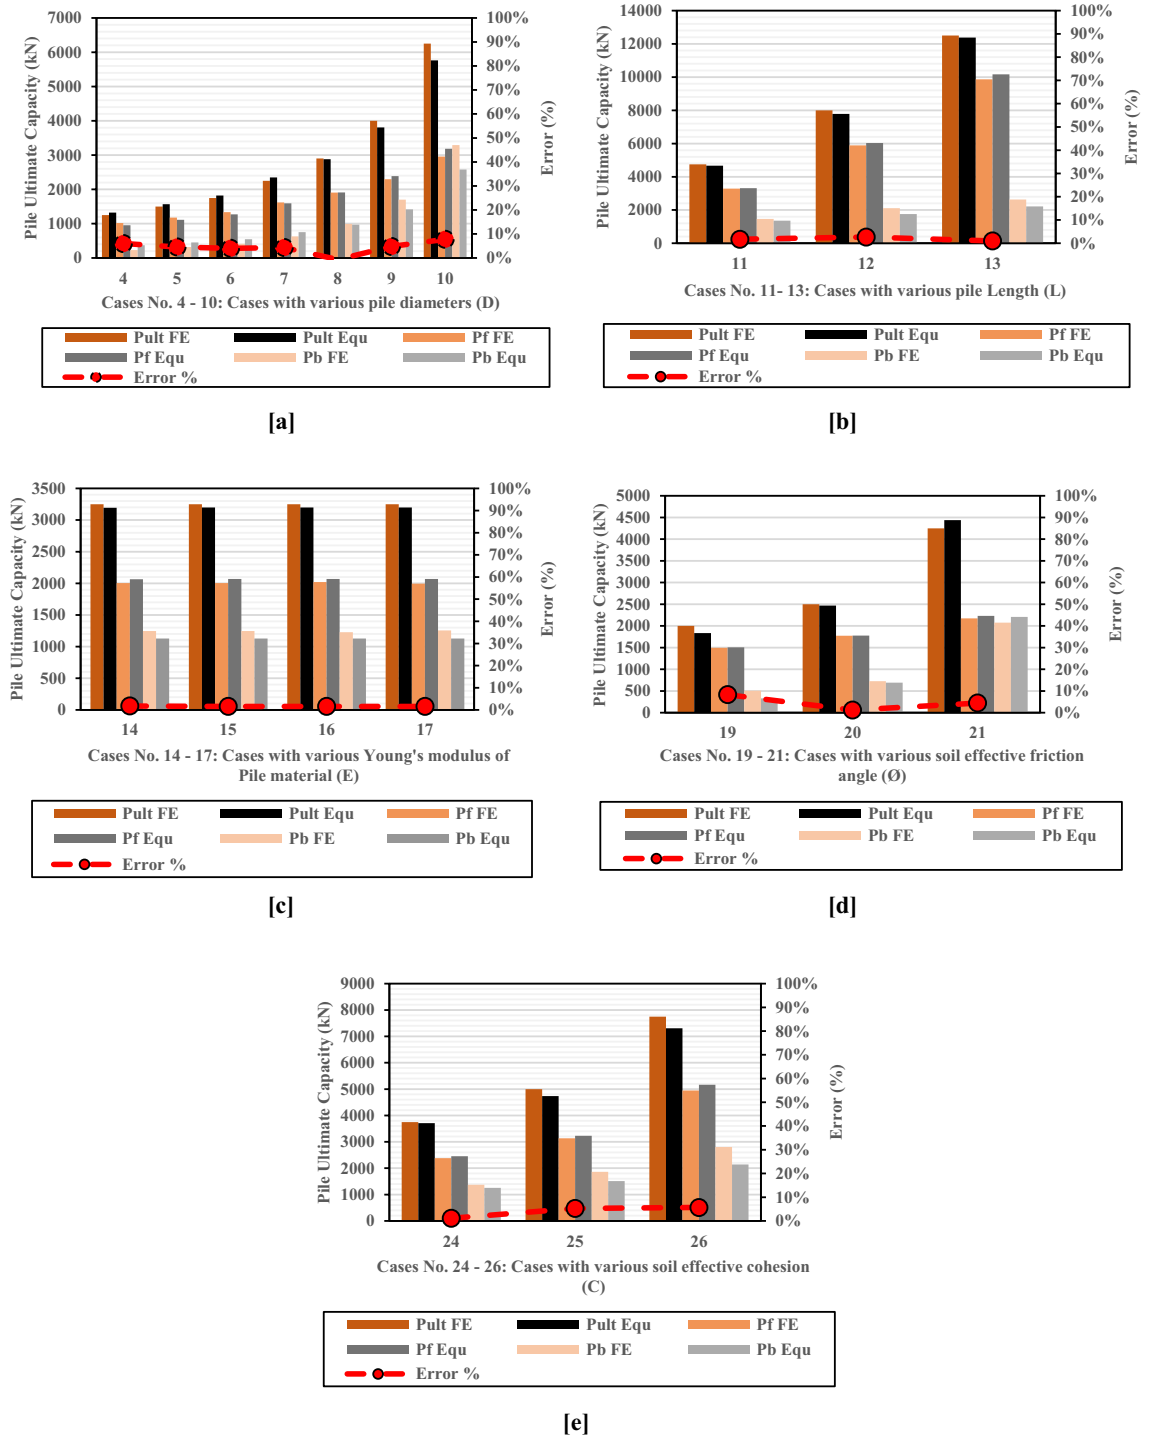 7000
6000
5000
4000
3000
2000
1000
0
Pile Ultimate Capacity (kN)
100%
90%
80%
70%
60%
50%
40%
30%
20%
10%
0%
Error (%)
4 5 6 7 8 9 10
Cases No. 4 - 10: Cases with various pile diameters (D)
Pult FE Pult Equ Pf FE
Pf Equ Pb FE Pb Equ
Error %
[a]
14000
12000
10000
8000
6000
4000
2000
0
Pile Ultimate Capacity (kN)
100%
90%
80%
70%
60%
50%
40%
30%
20%
10%
0%
Error (%)
11 12 13
Cases No. 11- 13: Cases with various pile Length (L)
Pult FE Pult Equ Pf FE
Pf Equ Pb FE Pb Equ
Error %
[b]
3500
3000
2500
2000
1500
1000
500
0
Pile Ultimate Capacity (kN)
100%
90%
80%
70%
60%
50%
40%
30%
20%
10%
0%
Error (%)
14 15 16 17
Cases No. 14 - 17: Cases with various Young's modulus of
Pile material (E)
Pult FE Pult Equ Pf FE
Pf Equ Pb FE Pb Equ
Error %
[c]
5000
4500
4000
3500
3000
2500
2000
1500
1000
500
0
Pile Ultimate Capacity (kN)
100%
90%
80%
70%
60%
50%
40%
30%
20%
10%
0%
Error (%)
19 20 21
Cases No. 19 - 21: Cases with various soil effective friction
angle (Ø)
Pult FE Pult Equ Pf FE
Pf Equ Pb FE Pb Equ
Error %
[d]
9000
8000
7000
6000
5000
4000
3000
2000
1000
0
Pile Ultimate Capacity (kN)
100%
90%
80%
70%
60%
50%
40%
30%
20%
10%
0%
Error (%)
24 25 26
Cases No. 24 - 26: Cases with various soil effective cohesion
(C)
Pult FE Pult Equ Pf FE
Pf Equ Pb FE Pb Equ
Error %
[e]